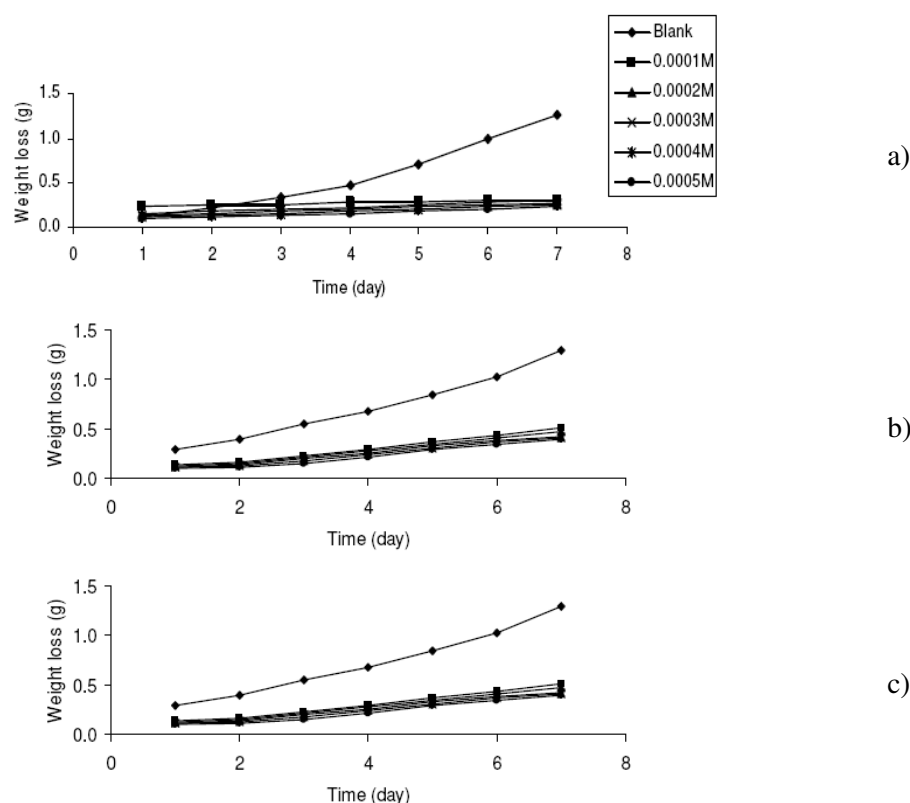 Blank
0.0001M
0.0002M
0.0003M
0.0004M
0.0005M
Weight loss (g)
1.5
1.0
0.5
0.0
0 1 2 3 4 5 6 7 8
Time (day)
a)
Weight loss (g)
1.5
1.0
0.5
0.0
0 2 4 6 8
Time (day)
b)
Weight loss (g)
1.5
1.0
0.5
0.0
0 2 4 6 8
Time (day)
c)